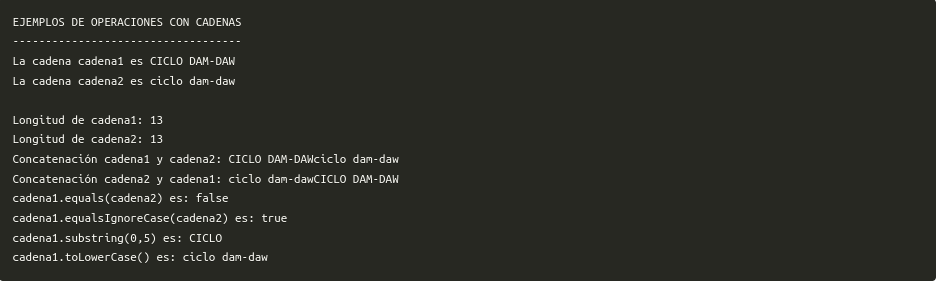 EJEMPLOS DE OPERACIONES CON CADENAS
-----------------------------------
La cadena cadena1 es CICLO DAM-DAW
La cadena cadena2 es ciclo dam-daw

Longitud de cadena1: 13
Longitud de cadena2: 13
Concatenación cadena1 y cadena2: CICLO DAM-DAWciclo dam-daw
Concatenación cadena2 y cadena1: ciclo dam-dawCICLO DAM-DAW
cadena1.equals(cadena2) es: false
cadena1.equalsIgnoreCase(cadena2) es: true
cadena1.substring(0,5) es: CICLO
cadena1.toLowerCase() es: ciclo dam-daw